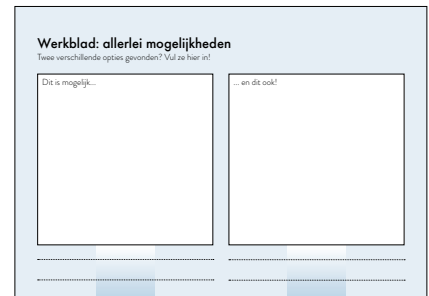 Werkblad: allerlei mogelijkheden
Twee verschillende opties gevonden? Vul ze hier in!
Dit is mogelijk...
... en dit ook!